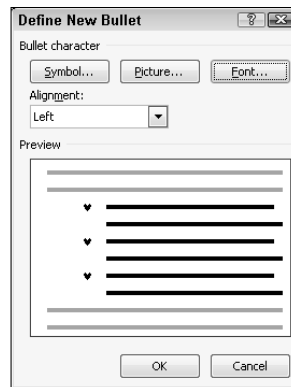 Define New Bullet
Bullet character
Symbol... Picture... Font...
Alignment:
Left
Preview
OK Cancel